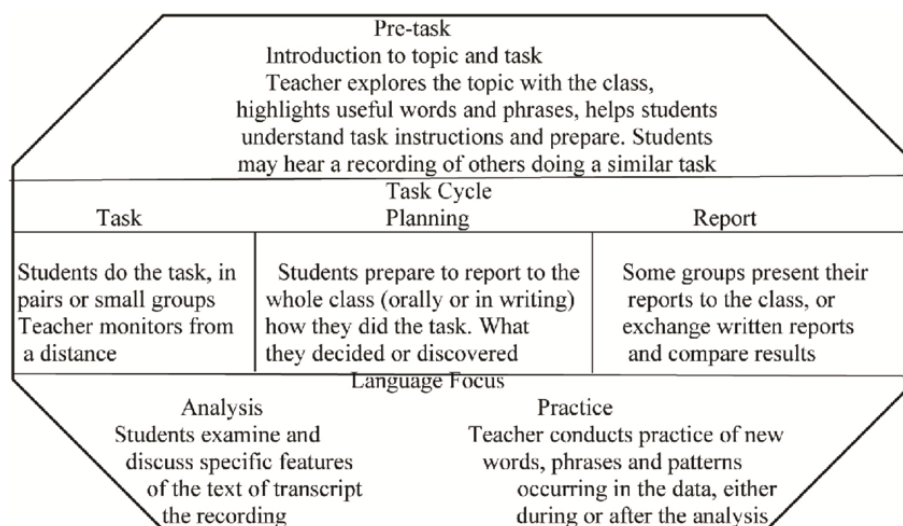 Pre-task
Introduction to topic and task
Teacher explores the topic with the class,
highlights useful words and phrases, helps students
understand task instructions and prepare. Students
may hear a recording of others doing a similar task
Task Cycle
Task
Planning
Report
Students do the task, in
pairs or small groups
Teacher monitors from
a distance
Students prepare to report to the
whole class (orally or in writing)
how they did the task. What
they decided or discovered
Some groups present their
reports to the class, or
exchange written reports
and compare results
Language Focus
Analysis
Students examine and
discuss specific features
of the text of transcript
the recording
Practice
Teacher conducts practice of new
words, phrases and patterns
occurring in the data, either
during or after the analysis